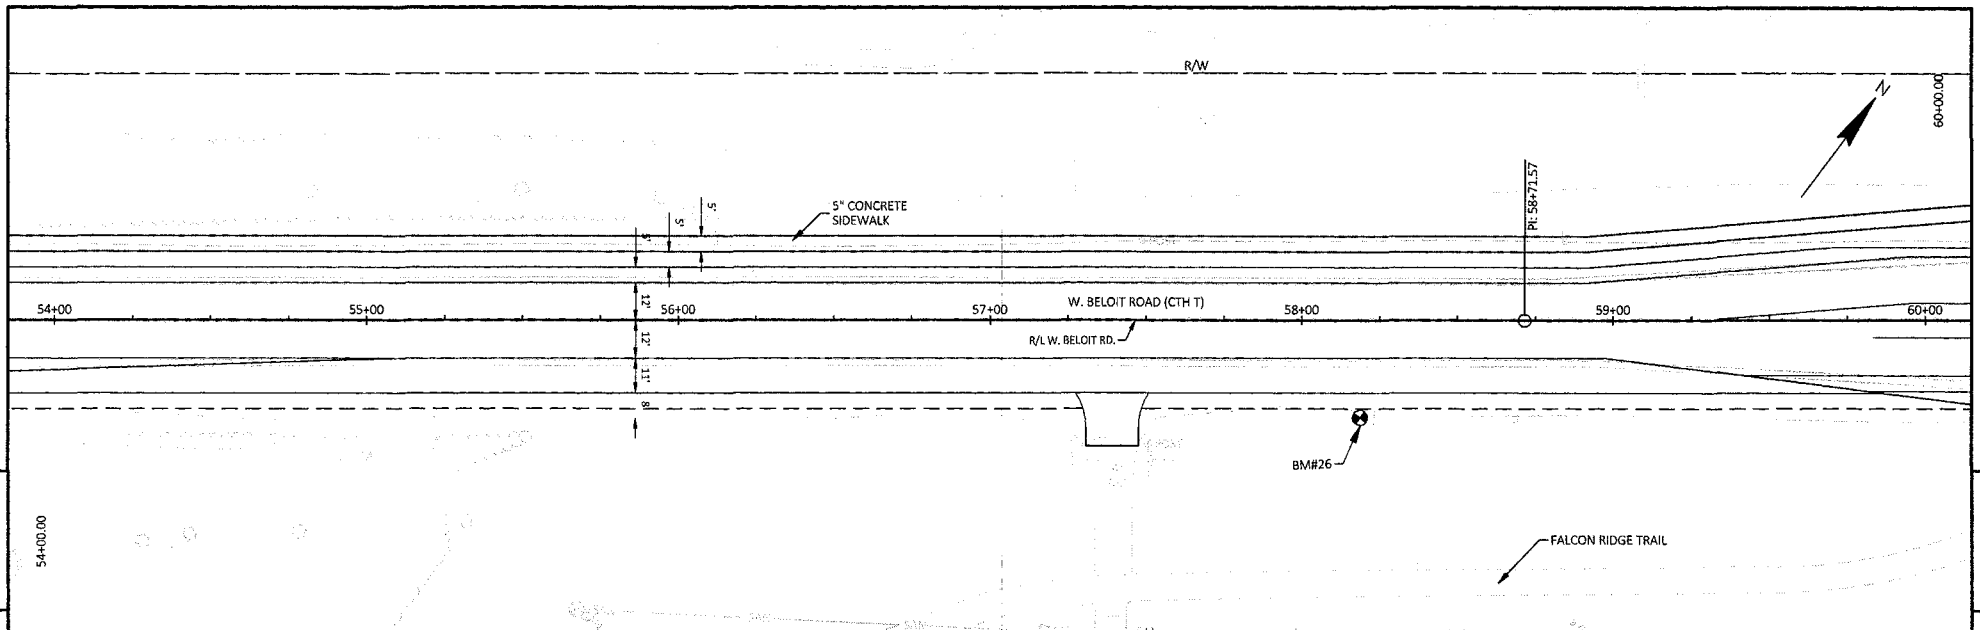 R/W
N
60+00.00
PI: 58+71.57
5" CONCRETE
SIDEWALK
5'
5'
5'
12'
54+00
55+00
56+00
57+00
W. BELOIT ROAD (CTH T)
58+00
59+00
60+00
R/L W. BELOIT RD.
12'
11'
8'
BM#26
54+00.00
FALCON RIDGE TRAIL